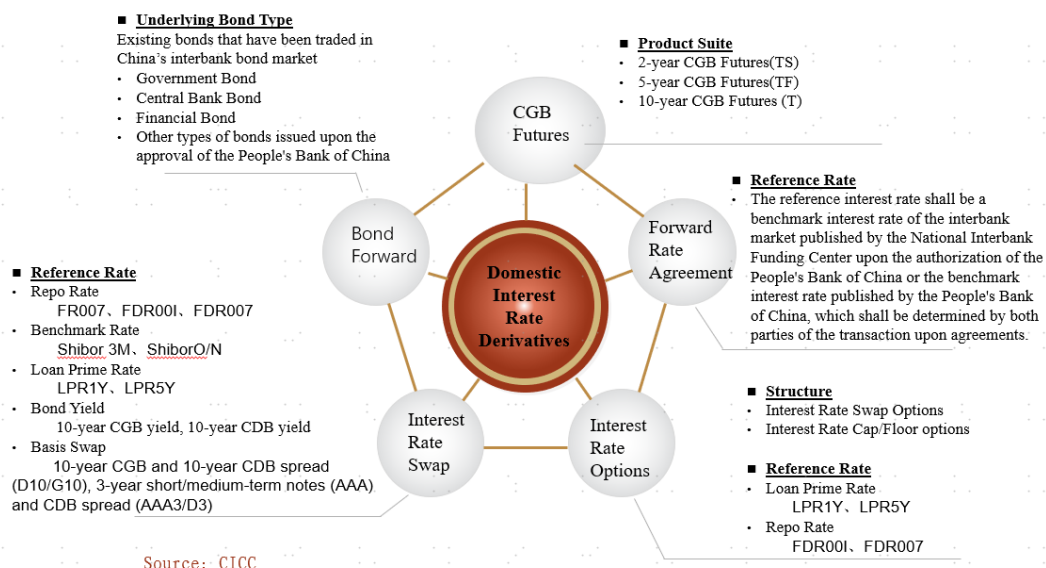 ■ Underlying Bond Type
Existing bonds that have been traded in
China's interbank bond market
· Government Bond
· Central Bank Bond
· Financial Bond
· Other types of bonds issued upon the
approval of the People's Bank of China
■ Product Suite
· 2-year CGB Futures(TS)
· 5-year CGB Futures(TF)
· 10-year CGB Futures (T)
CGB
Futures
Bond
Forward
Forward
Rate
Agreement
Domestic
Interest
Rate
Derivatives
Interest
Rate
Swap
Interest
Rate
Options
■ Reference Rate
· The reference interest rate shall be a
benchmark interest rate of the interbank
market published by the National Interbank
Funding Center upon the authorization of the
People's Bank of China or the benchmark
interest rate published by the People's Bank
of China, which shall be determined by both
parties of the transaction upon agreements.
■ Reference Rate
· Repo Rate
FR007、FDR00I、FDR007
· Benchmark Rate
Shibor 3M、ShiborO/N
· Loan Prime Rate
LPR1Y、LPR5Y
· Bond Yield
10-year CGB yield, 10-year CDB yield
· Basis Swap
10-year CGB and 10-year CDB spread
(D10/G10), 3-year short/medium-term notes (AAA)
and CDB spread (AAA3/D3)
■ Structure
· Interest Rate Swap Options
· Interest Rate Cap/Floor options
■ Reference Rate
· Loan Prime Rate
LPR1Y、LPR5Y
· Repo Rate
FDR00I、FDR007
Source: CICC